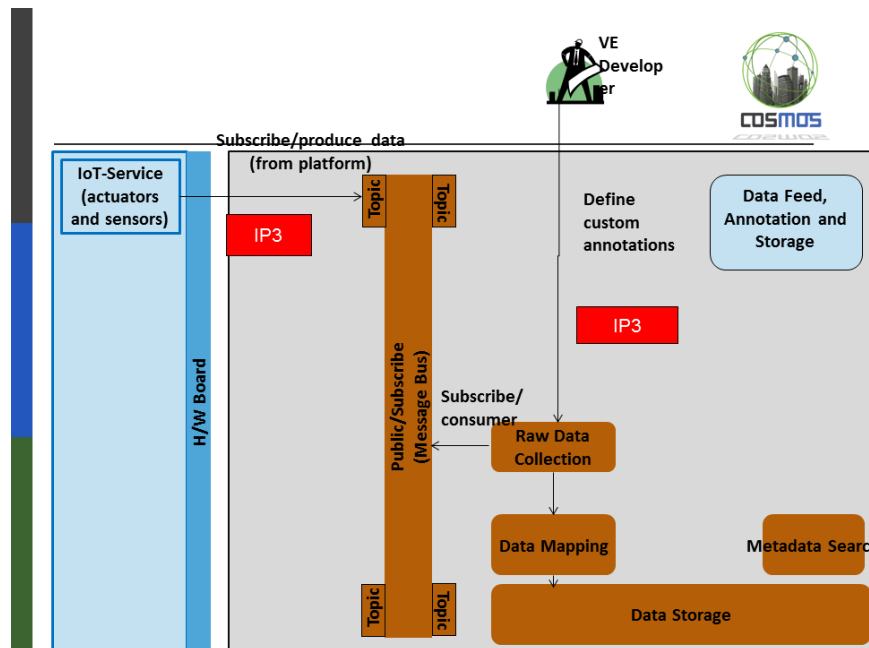 VE
Develop
er
COSMOS
Subscribe/produce data
(from platform)
IoT-Service
(actuators
and sensors)
Topic
Topic
Define
custom
annotations
Data Feed,
Annotation and
Storage
IP3
IP3
H/W Board
Public/Subscribe
(Message Bus)
Subscribe/
consumer
Raw Data
Collection
Data Mapping
Metadata Searc
Topic
Topic
Data Storage